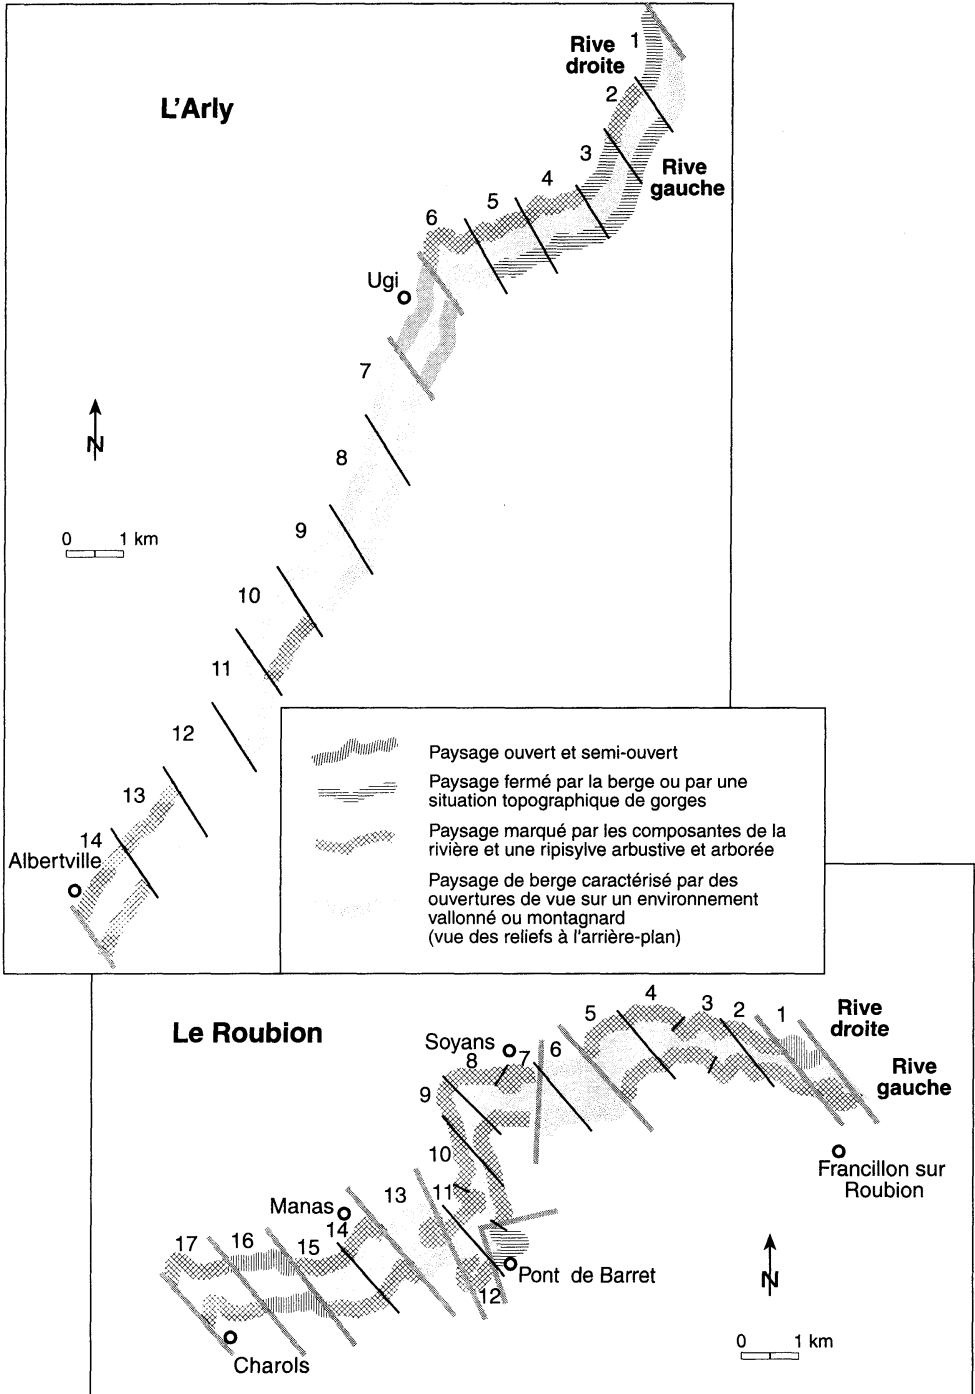 L'Arly
Rive
droite
1
2
3
Rive
gauche
4
5
6
Ugi
7
N
8
0 1 km
9
10
11
12
13
14
Albertville
Paysage ouvert et semi-ouvert
Paysage fermé par la berge ou par une
situation topographique de gorges
Paysage marqué par les composantes de la
rivière et une ripisylve arbustive et arborée
Paysage de berge caractérisé par des
ouvertures de vue sur un environnement
vallonné ou montagnard
(vue des reliefs à l'arrière-plan)
Le Roubion
Rive
droite
1
2
3
4
5
Rive
gauche
6
Soyans
7
8
9
Francillon sur
Roubion
10
11
Manas
13
14
15
16
17
12
Pont de Barret
N
Charols
0 1 km